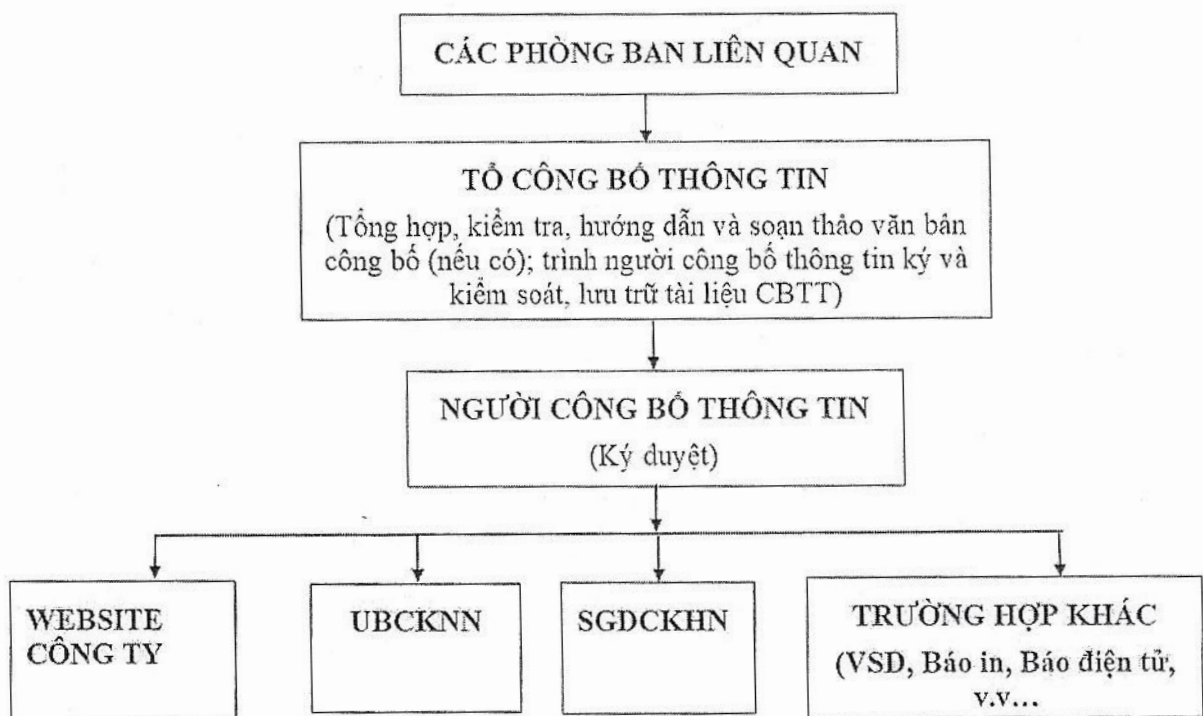 CÁC PHÒNG BAN LIÊN QUAN
TỔ CÔNG BỐ THÔNG TIN
(Tổng hợp, kiểm tra, hướng dẫn và soạn thảo văn bản
công bố (nếu có); trình người công bố thông tin ký và
kiểm soát, lưu trữ tài liệu CBTT)
NGƯỜI CÔNG BỐ THÔNG TIN
(Ký duyệt)
WEBSITE
CÔNG TY
UBCKNN
SGDCKHN
TRƯỜNG HỢP KHÁC
(VSD, Báo in, Báo điện tử,
v.v...